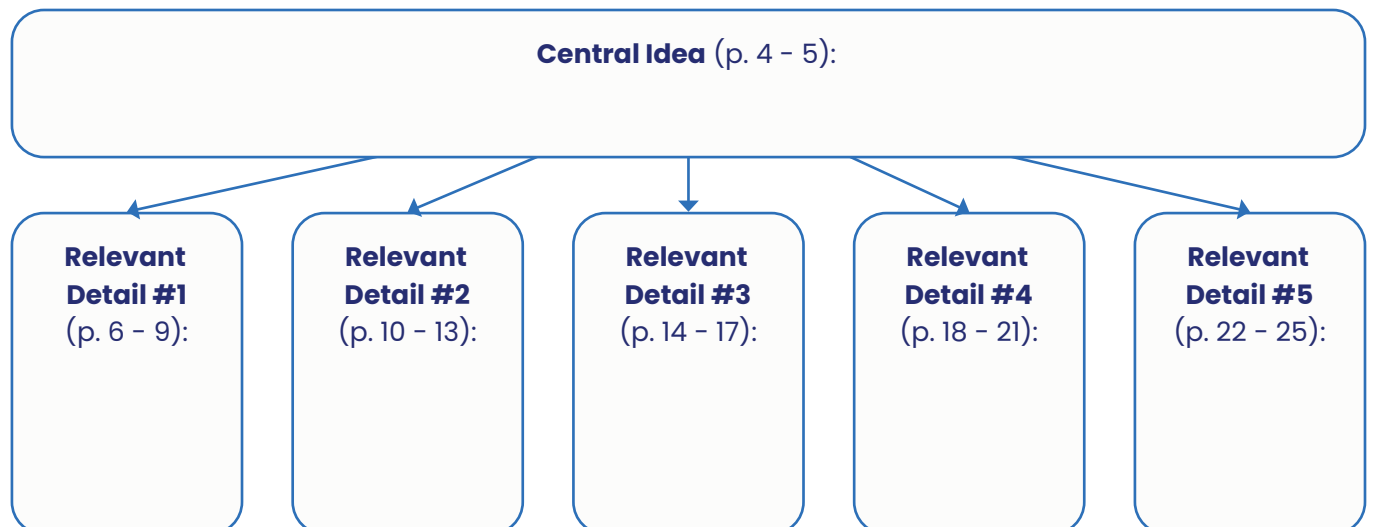 Central Idea (p. 4 - 5):
Relevant
Detail #1
(p. 6 - 9):
Relevant
Detail #2
(p. 10 - 13):
Relevant
Detail #3
(p. 14 - 17):
Relevant
Detail #4
(p. 18 - 21):
Relevant
Detail #5
(p. 22 - 25):